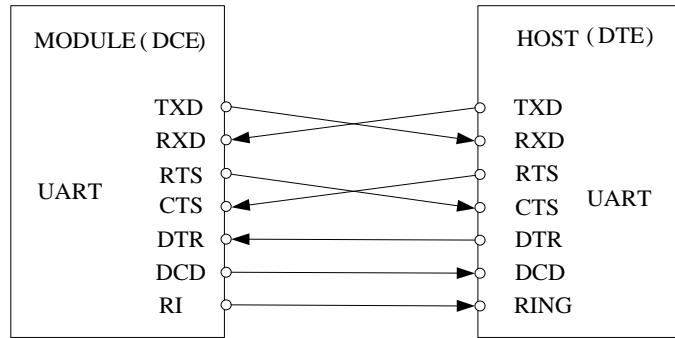 MODULE (DCE)
HOST (DTE)
TXD
TXD
RXD
RXD
RTS
RTS
UART
UART
CTS
CTS
DTR
DTR
DCD
DCD
RI
RING